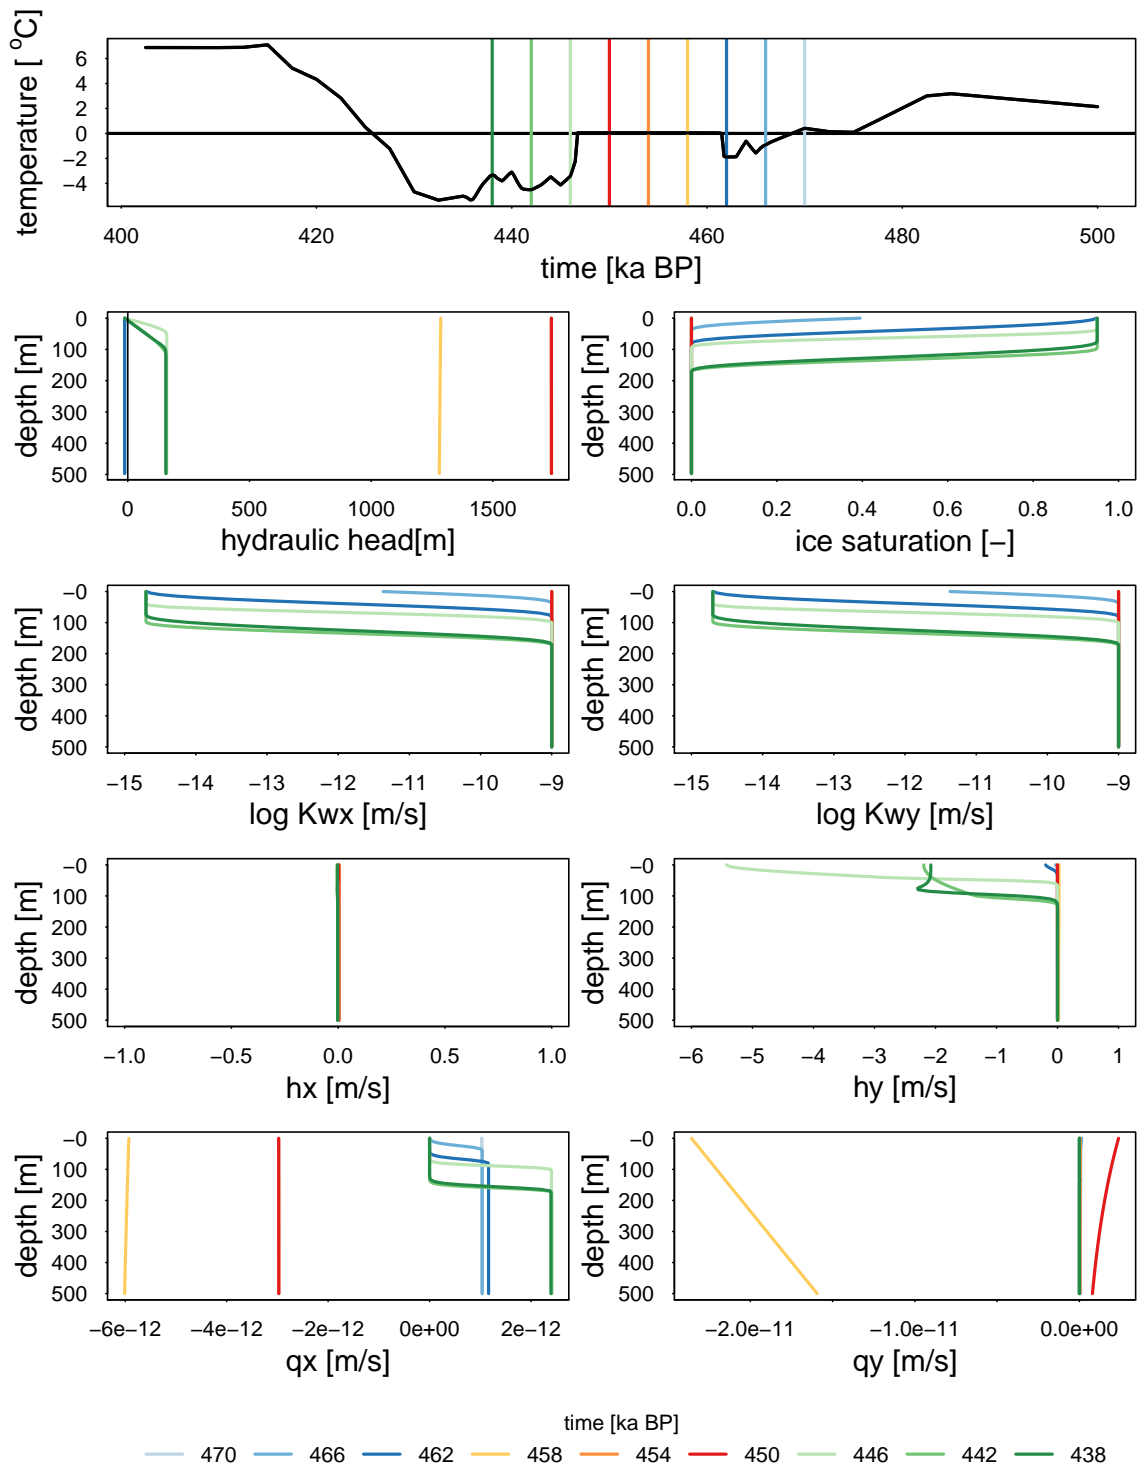 temperature [ °C]
6
4
2
0
−2
−4
400 420 440 460 480 500
time [ka BP]
depth [m]
0
100
200
300
400
500
0 500 1000 1500
hydraulic head[m]
depth [m]
0
100
200
300
400
500
0.0 0.2 0.4 0.6 0.8 1.0
ice saturation [−]
depth [m]
−0
100
200
300
400
500
−15 −14 −13 −12 −11 −10 −9
log Kwx [m/s]
depth [m]
−0
100
200
300
400
500
−15 −14 −13 −12 −11 −10 −9
log Kwy [m/s]
depth [m]
−0
100
200
300
400
500
−1.0 −0.5 0.0 0.5 1.0
hx [m/s]
depth [m]
−0
100
200
300
400
500
−6 −5 −4 −3 −2 −1 0 1
hy [m/s]
depth [m]
−0
100
200
300
400
500
−6e−12 −4e−12 −2e−12 0e+00 2e−12
qx [m/s]
depth [m]
−0
100
200
300
400
500
−2.0e−11 −1.0e−11 0.0e+00
qy [m/s]
time [ka BP]
470 466 462 458 454 450 446 442 438